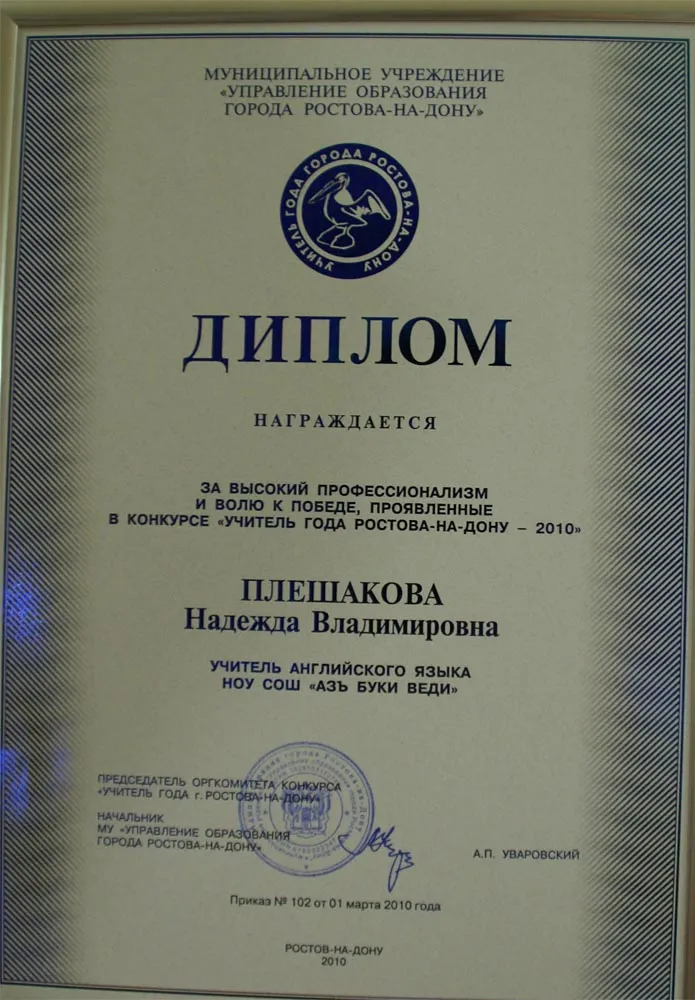 МУНИЦИПАЛЬНОЕ УЧРЕЖДЕНИЕ
«УПРАВЛЕНИЕ ОБРАЗОВАНИЯ
ГОРОДА РОСТОВА-НА-ДОНУ»
УЧИТЕЛЬ ГОДА ГОРОДА РОСТОВА-НА-ДОНУ
ДИПЛОМ
НАГРАЖДАЕТСЯ
ЗА ВЫСОКИЙ ПРОФЕССИОНАЛИЗМ
И ВОЛЮ К ПОБЕДЕ, ПРОЯВЛЕННЫЕ
В КОНКУРСЕ «УЧИТЕЛЬ ГОДА РОСТОВА-НА-ДОНУ – 2010»
ПЛЕШАКОВА
Надежда Владимировна
УЧИТЕЛЬ АНГЛИЙСКОГО ЯЗЫКА
НОУ СОШ «АЗЪ БУКИ ВЕДИ»
ПРЕДСЕДАТЕЛЬ ОРГКОМИТЕТА КОНКУРСА
«УЧИТЕЛЬ ГОДА г. РОСТОВА-НА-ДОНУ»
НАЧАЛЬНИК
МУ «УПРАВЛЕНИЕ ОБРАЗОВАНИЯ
ГОРОДА РОСТОВА-НА-ДОНУ»
А.П. УВАРОВСКИЙ
Приказ № 102 от 01 марта 2010 года
РОСТОВ-НА-ДОНУ
2010